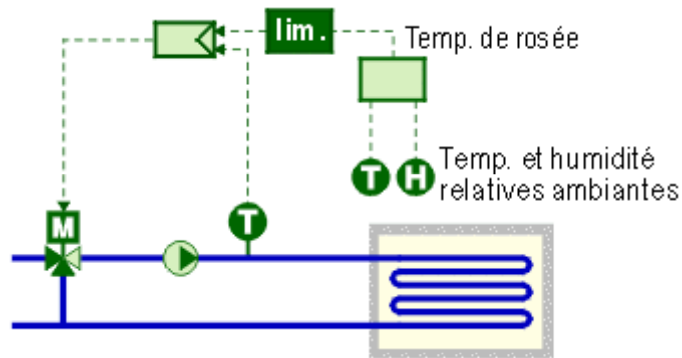 lim.
Temp. de rosée
T
H
Temp. et humidité
relatives ambiantes
M
T